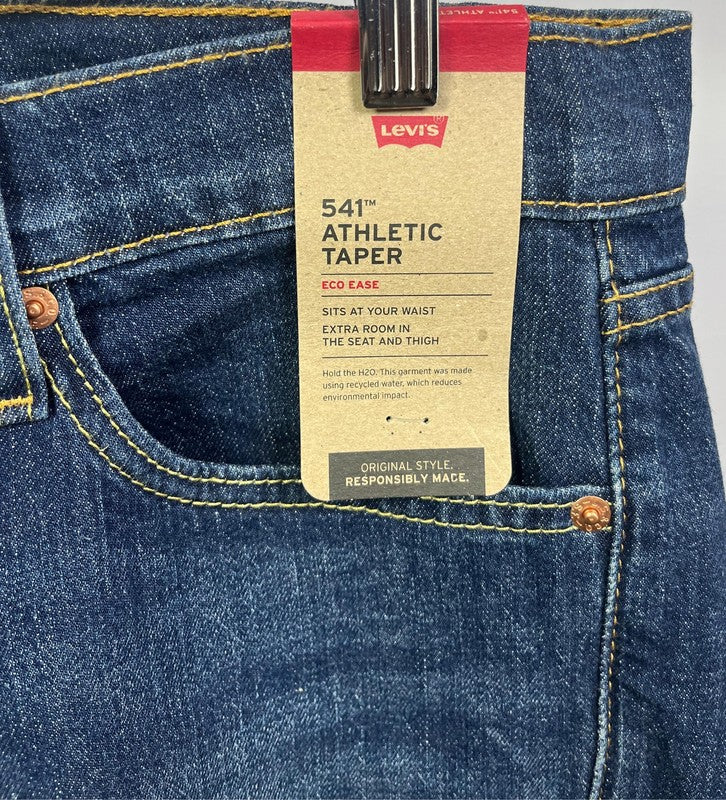 541™ ATHLET
LEVI'S®
541™
ATHLETIC
TAPER
ECO EASE
SITS AT YOUR WAIST
EXTRA ROOM IN
THE SEAT AND THIGH
Hold the H2O. This garment was made
using recycled water, which reduces
environmental impact.
ORIGINAL STYLE.
RESPONSIBLY MADE.